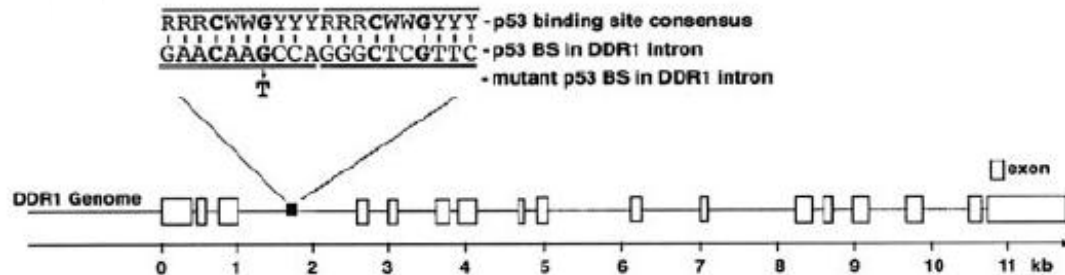 RRRCWWGYYYRRRCWWGYYY - p53 binding site consensus
GAACAAGCCAGGGCTCGTTC - p53 BS in DDR1 Intron
T - mutant p53 BS in DDR1 intron
exon
DDR1 Genome
0 1 2 3 4 5 6 7 8 9 10 11 kb